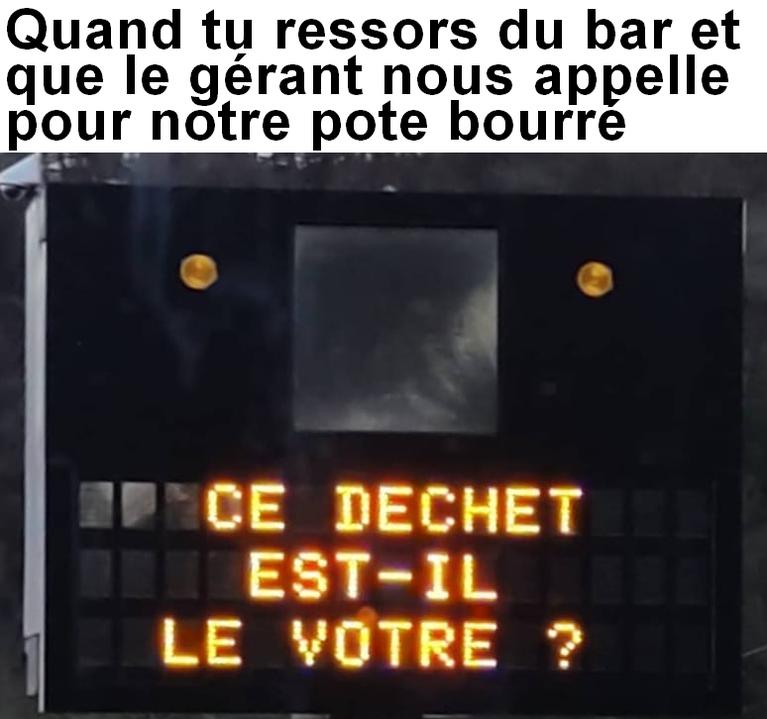 Quand tu ressors du bar et
que le gérant nous appelle
pour notre pote bourré
CE DECHET
EST-IL
LE VOTRE ?